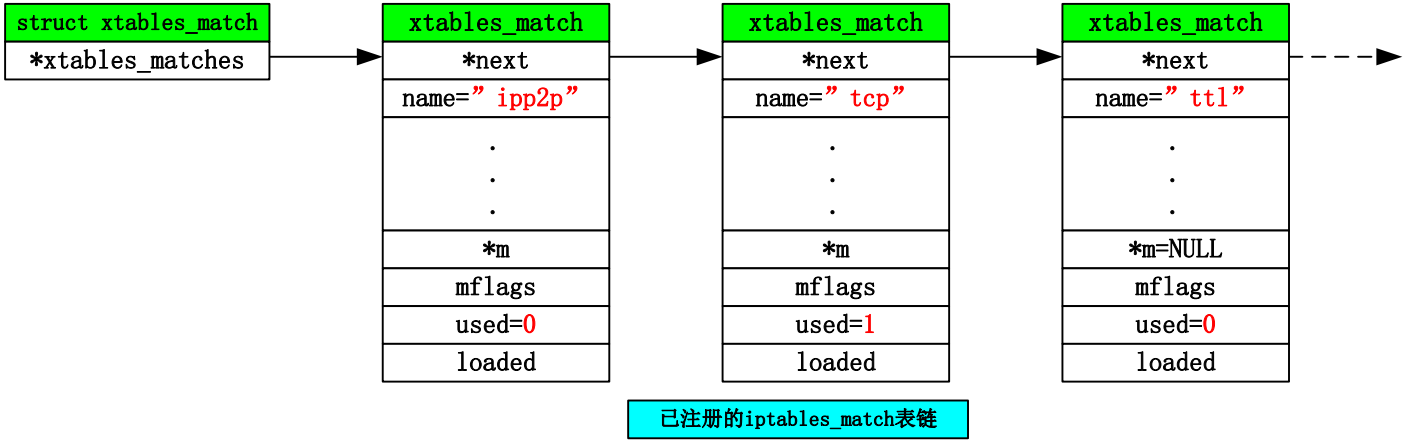 struct xtables_match
*xtables_matches
xtables_match
*next
name=”ipp2p”
.
.
.
*m
mflags
used=0
loaded
xtables_match
*next
name=”tcp”
.
.
.
*m
mflags
used=1
loaded
xtables_match
*next
name=”ttl”
.
.
.
*m=NULL
mflags
used=0
loaded
已注册的iptables_match表链